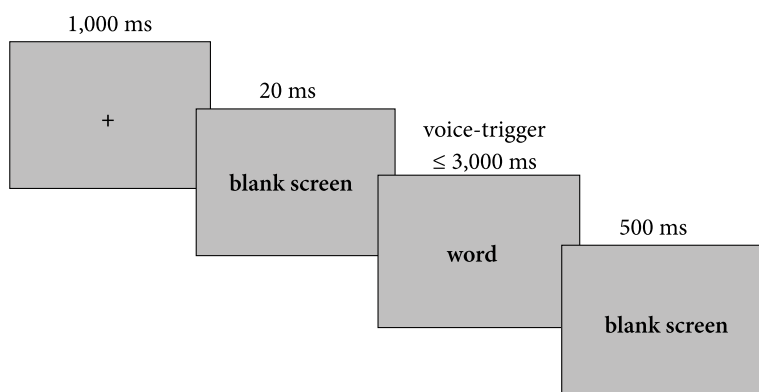 1,000 ms
+
20 ms
blank screen
voice-trigger
≤ 3,000 ms
word
500 ms
blank screen